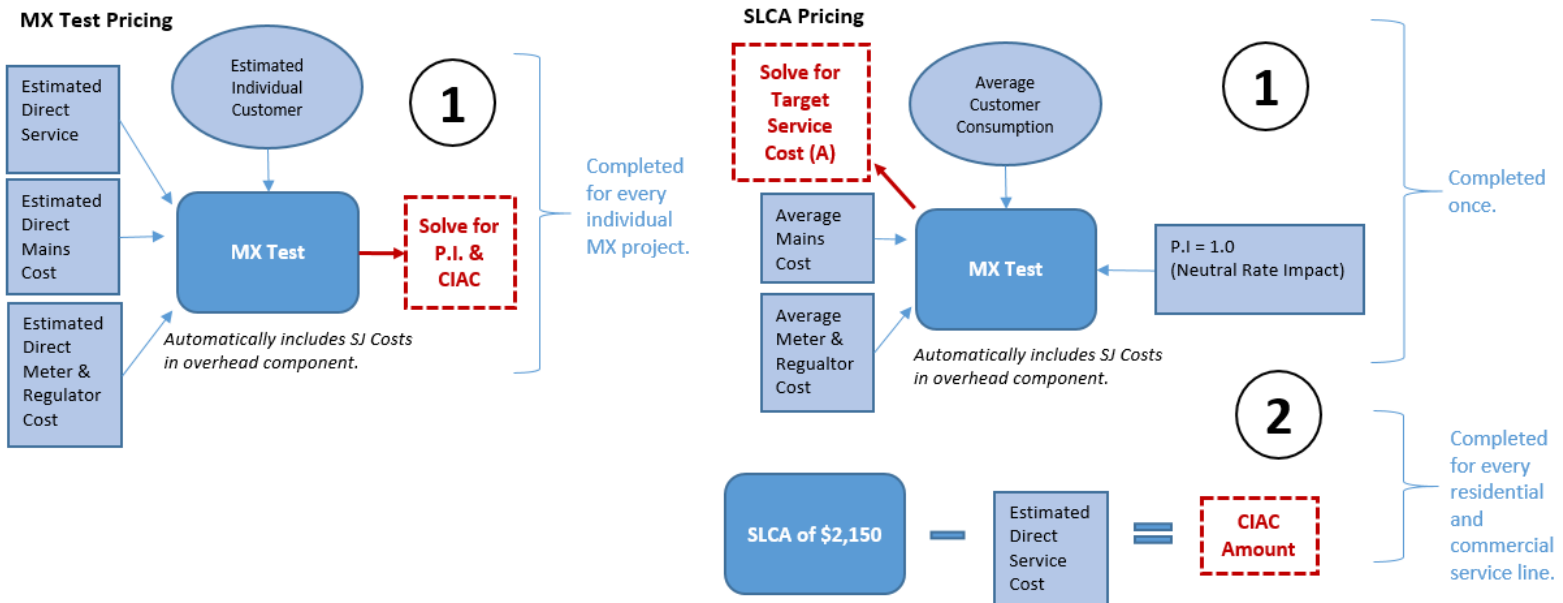 MX Test Pricing
Estimated
Direct
Service
Estimated
Individual
Customer
1
Estimated
Direct
Mains
Cost
MX Test
Solve for
P.I. &
CIAC
Completed
for every
individual
MX project.
Estimated
Direct
Meter &
Regulator
Cost
Automatically includes SJ Costs
in overhead component.
SLCA Pricing
Solve for
Target
Service
Cost (A)
Average
Customer
Consumption
1
Average
Mains
Cost
MX Test
P.I = 1.0
(Neutral Rate Impact)
Completed
once.
Average
Meter &
Regualtor
Cost
Automatically includes SJ Costs
in overhead component.
2
SLCA of $2,150
Estimated
Direct
Service
Cost
CIAC
Amount
Completed
for every
residential
and
commercial
service line.